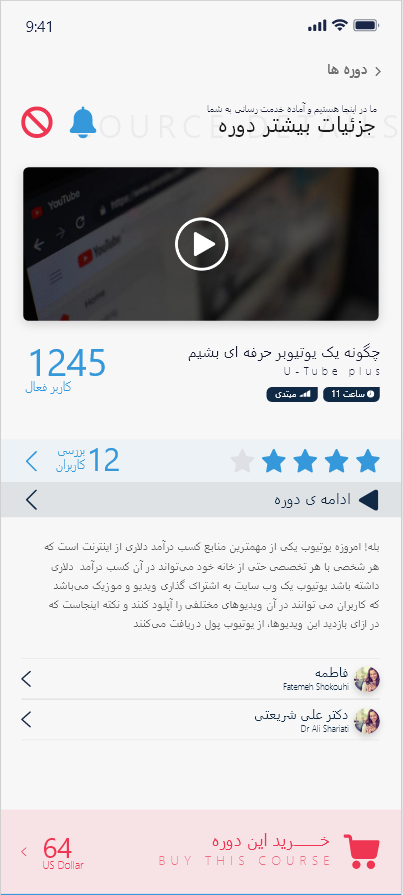 9:41
دوره ها
ما در اینجا هستیم و آماده خدمت رسانی به شما
جزئیات بیشتر دوره
YouTube
YouTube
Home
چگونه یک یوتیوبر حرفه ای بشیم
U-Tube plus
11 ساعت
مبتدی
1245
کاربر فعال
12
بررسی
کاربران
ادامه ی دوره
بله! امروزه یوتیوب یکی از مهمترین منابع کسب درآمد دلاری از اینترنت است که
هر شخصی با هر تخصصی حتی از خانه خود می‌تواند در آن کسب درآمد دلاری
داشته باشد یوتیوب یک وب سایت به اشتراک گذاری ویدیو و موزیک می‌باشد
که کاربران می توانند در آن ویدیوهای مختلفی را آپلود کنند و نکته اینجاست که
در ازای بازدید این ویدیوها، از یوتیوب پول دریافت می‌کنند
فاطمه
Fatemeh Shokouhi
دکتر علی شریعتی
Dr Ali Shariati
خـــــرید این دوره
BUY THIS COURSE
64
US Dollar